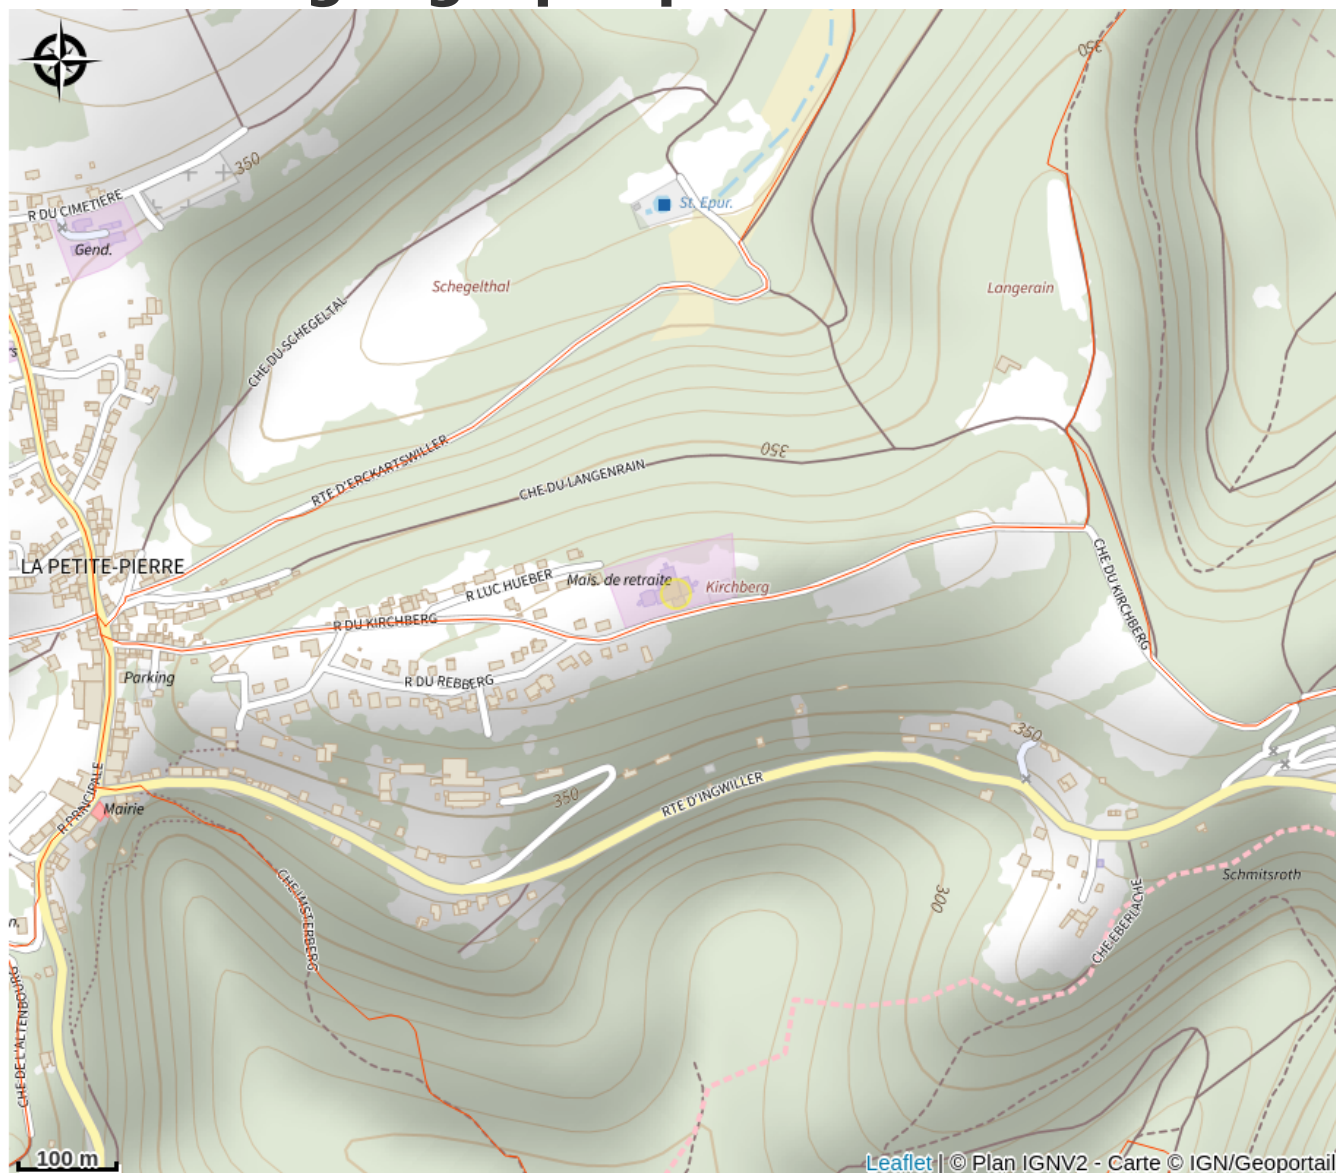 350
350
R DU CIMETIERE
St. Epur.
Gend.
Schegelthal
Langerain
CHE DU SCHEGELTAL
350
RTE D'ERCKARTSWILLER
CHE DU LANGENRAIN
LA PETITE-PIERRE
R LUC HUEBER
Mais. de retraite
Kirchberg
CHE DU KIRCHBERG
R DU KIRCHBERG
Parking
R DU REBBERG
350
350
RTE D'INGWILLER
R PRINCIPALE
Mairie
Schmitsroth
300
CHE IMSTERBERG
CHE EBERLACHE
CHE DE L'ALTENBOURG
100 m
Leaflet | © Plan IGNV2 - Carte © IGN/Geoportail